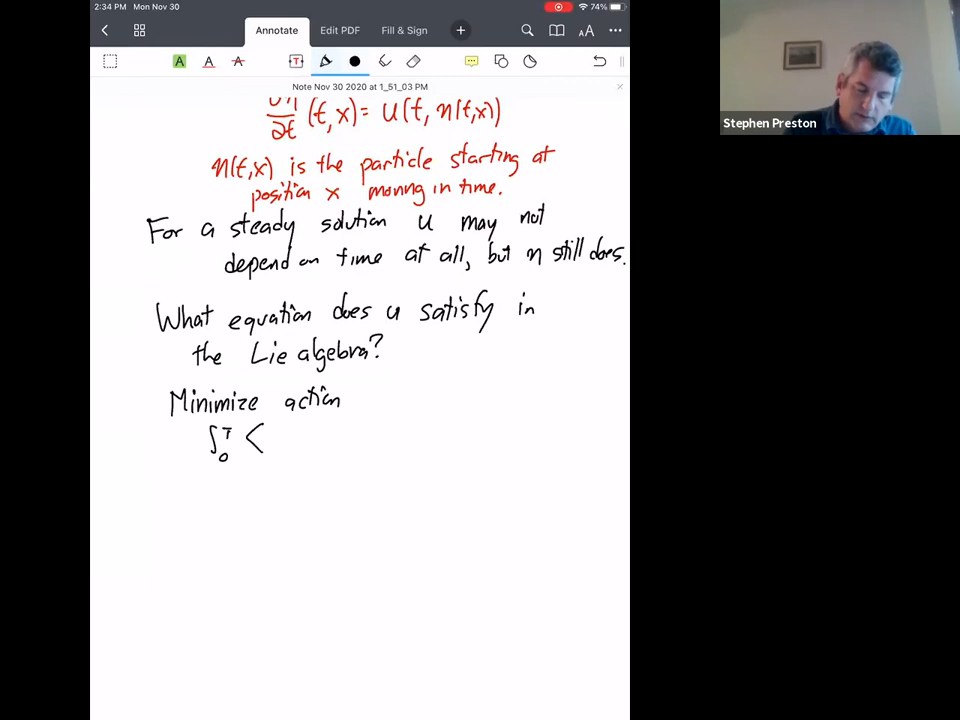 2:34 PM Mon Nov 30
74%
Annotate
Edit PDF
Fill & Sign
AA
A
A
A
T
Note Nov 30 2020 at 1_51_03 PM
∂η/∂t (t,x) = u(t, η(t,x))
η(t,x) is the particle starting at
position x moving in time.
For a steady solution u may not
depend on time at all, but η still does.
What equation does u satisfy in
the Lie algebra?
Minimize action
∫₀ᵀ <
Stephen Preston